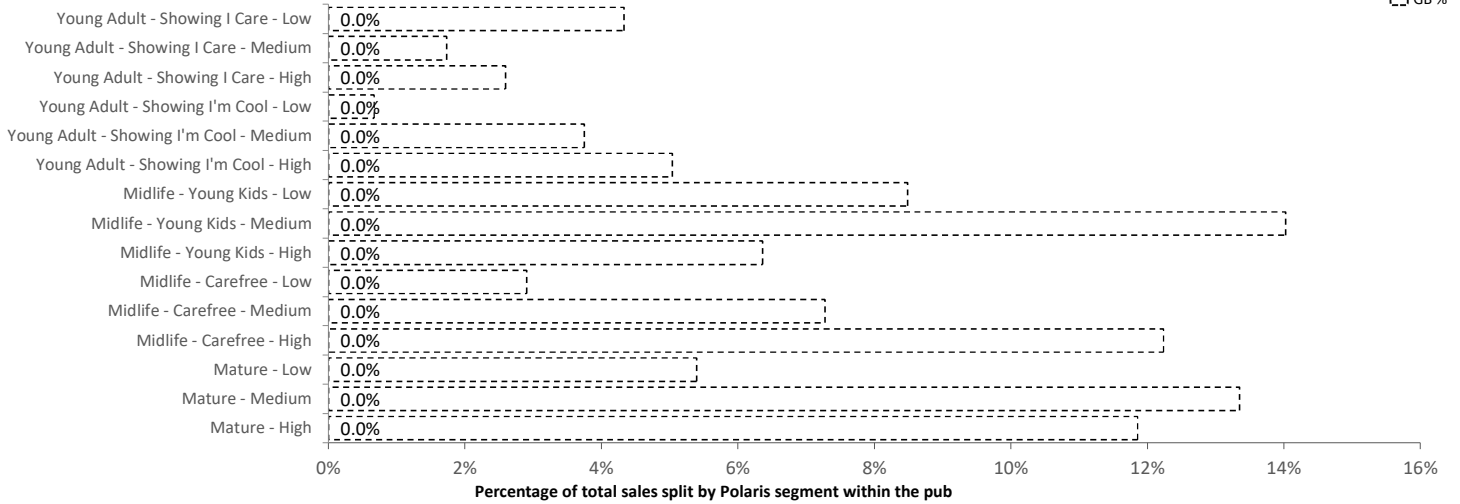 GB %
Young Adult - Showing I Care - Low 0.0%
Young Adult - Showing I Care - Medium 0.0%
Young Adult - Showing I Care - High 0.0%
Young Adult - Showing I'm Cool - Low 0.0%
Young Adult - Showing I'm Cool - Medium 0.0%
Young Adult - Showing I'm Cool - High 0.0%
Midlife - Young Kids - Low 0.0%
Midlife - Young Kids - Medium 0.0%
Midlife - Young Kids - High 0.0%
Midlife - Carefree - Low 0.0%
Midlife - Carefree - Medium 0.0%
Midlife - Carefree - High 0.0%
Mature - Low 0.0%
Mature - Medium 0.0%
Mature - High 0.0%
0% 2% 4% 6% 8% 10% 12% 14% 16%
Percentage of total sales split by Polaris segment within the pub